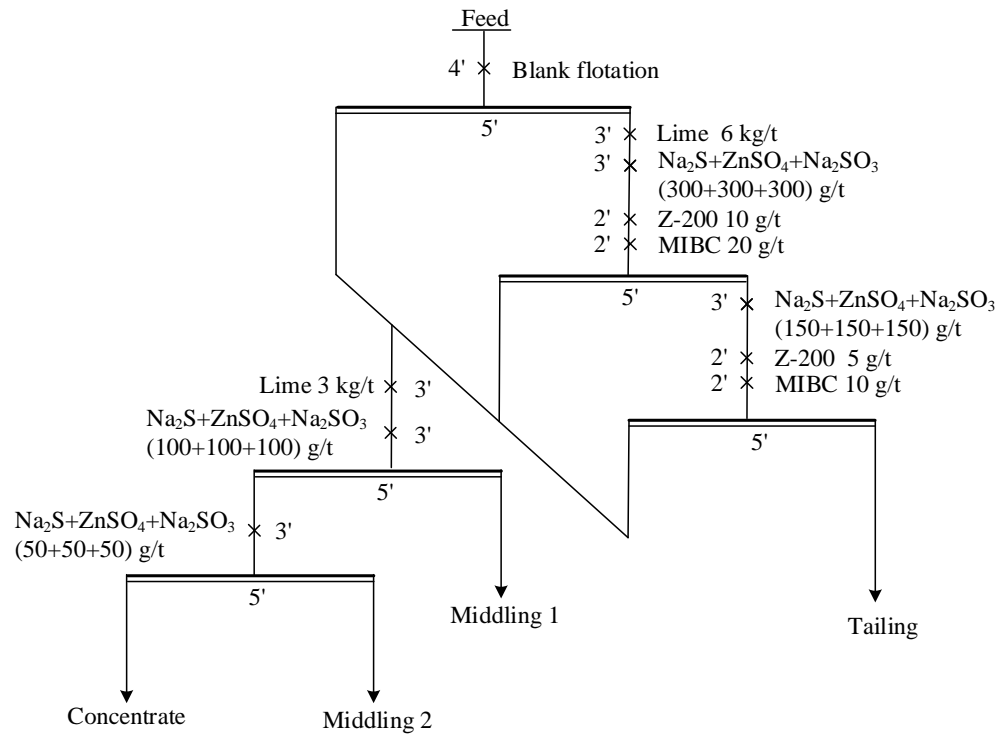 Feed
4' Blank flotation
5'
3' Lime 6 kg/t
3' Na₂S+ZnSO₄+Na₂SO₃
(300+300+300) g/t
2' Z-200 10 g/t
2' MIBC 20 g/t
5'
3' Na₂S+ZnSO₄+Na₂SO₃
(150+150+150) g/t
2' Z-200 5 g/t
2' MIBC 10 g/t
5'
Lime 3 kg/t 3'
Na₂S+ZnSO₄+Na₂SO₃
(100+100+100) g/t
3'
5'
Na₂S+ZnSO₄+Na₂SO₃
(50+50+50) g/t
3'
5'
Middling 1
Tailing
Concentrate
Middling 2